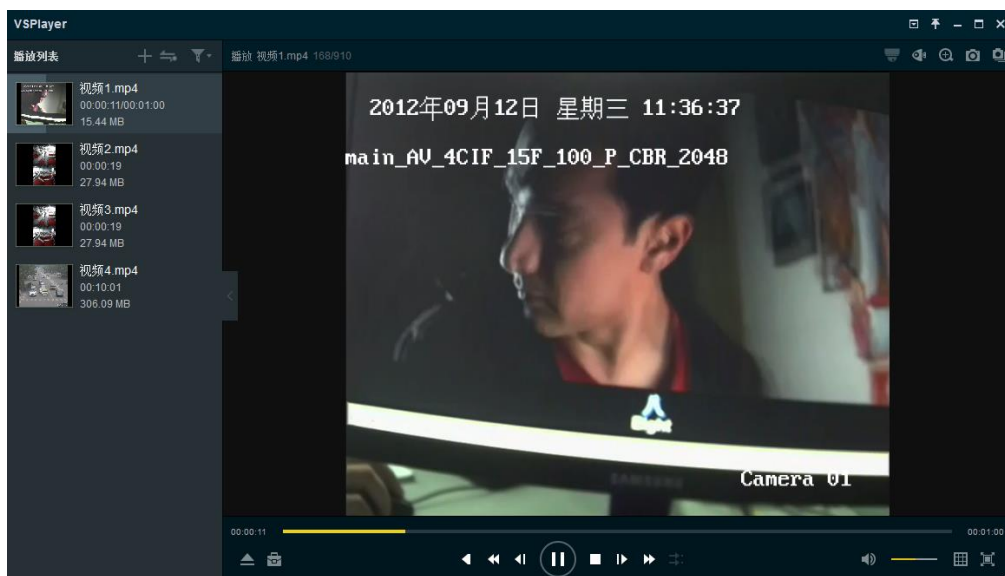 VSPlayer
播放列表
播放 视频1.mp4 168/910
视频1.mp4
00:00:11/00:01:00
15.44 MB
视频2.mp4
00:00:19
27.94 MB
视频3.mp4
00:00:19
27.94 MB
视频4.mp4
00:10:01
306.09 MB
2012年09月12日 星期三 11:36:37
main_AV_4CIF_15F_100_P_CBR_2048
Right
SAMSUNG
Camera 01
00:00:11
00:01:00